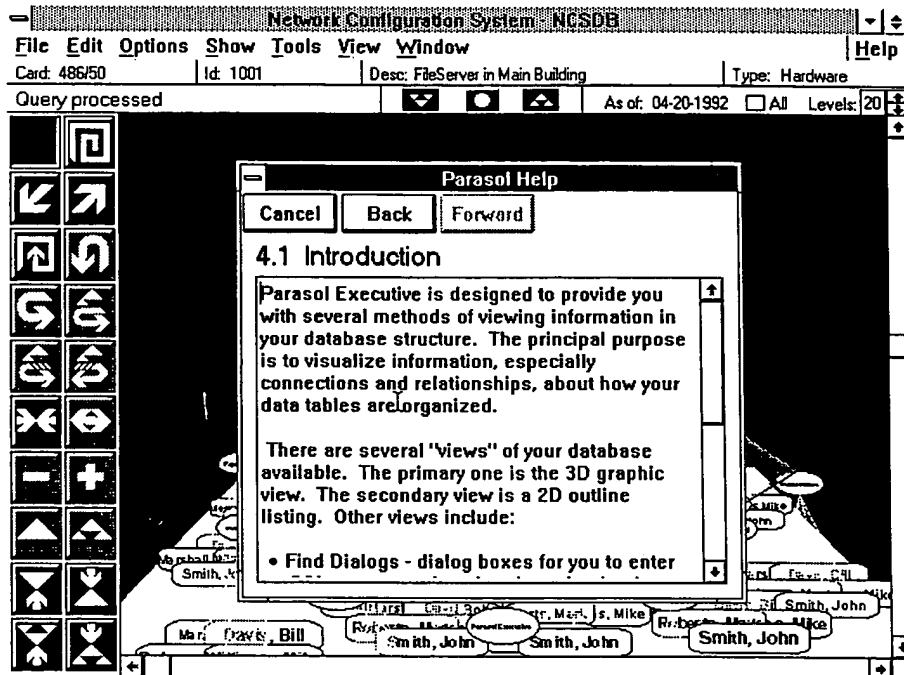 Network Configuration System - NCSDB
File Edit Options Show Tools View Window Help
Card: 486/50 Id: 1001 Desc: FileServer in Main Building Type: Hardware
Query processed As of: 04-20-1992 All Levels: 20
Parasol Help
Cancel Back Forward
4.1 Introduction
Parasol Executive is designed to provide you
with several methods of viewing information in
your database structure. The principal purpose
is to visualize information, especially
connections and relationships, about how your
data tables are organized.
There are several "views" of your database
available. The primary one is the 3D graphic
view. The secondary view is a 2D outline
listing. Other views include:
• Find Dialogs - dialog boxes for you to enter
s, Mike Smith, John
Davis, Bill Smith, John Parasol Executive Smith, John Smith, John